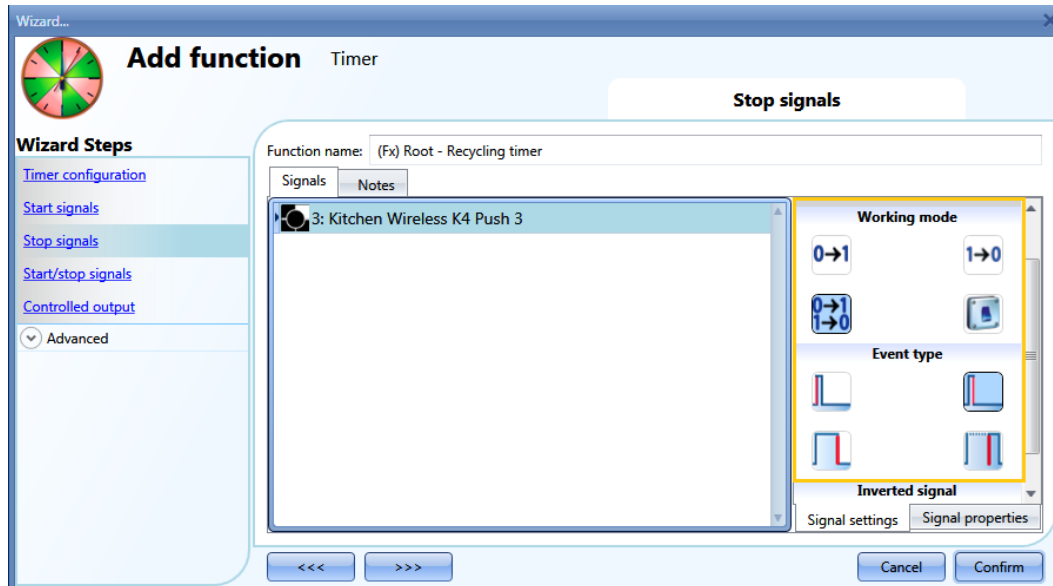 Wizard...
Add function Timer
Stop signals
Wizard Steps
Timer configuration
Start signals
Stop signals
Start/stop signals
Controlled output
Advanced
Function name: (Fx) Root - Recycling timer
Signals Notes
3: Kitchen Wireless K4 Push 3
Working mode
0→1 1→0
0→1
1→0
Event type
Inverted signal
Signal settings Signal properties
<<< >>> Cancel Confirm